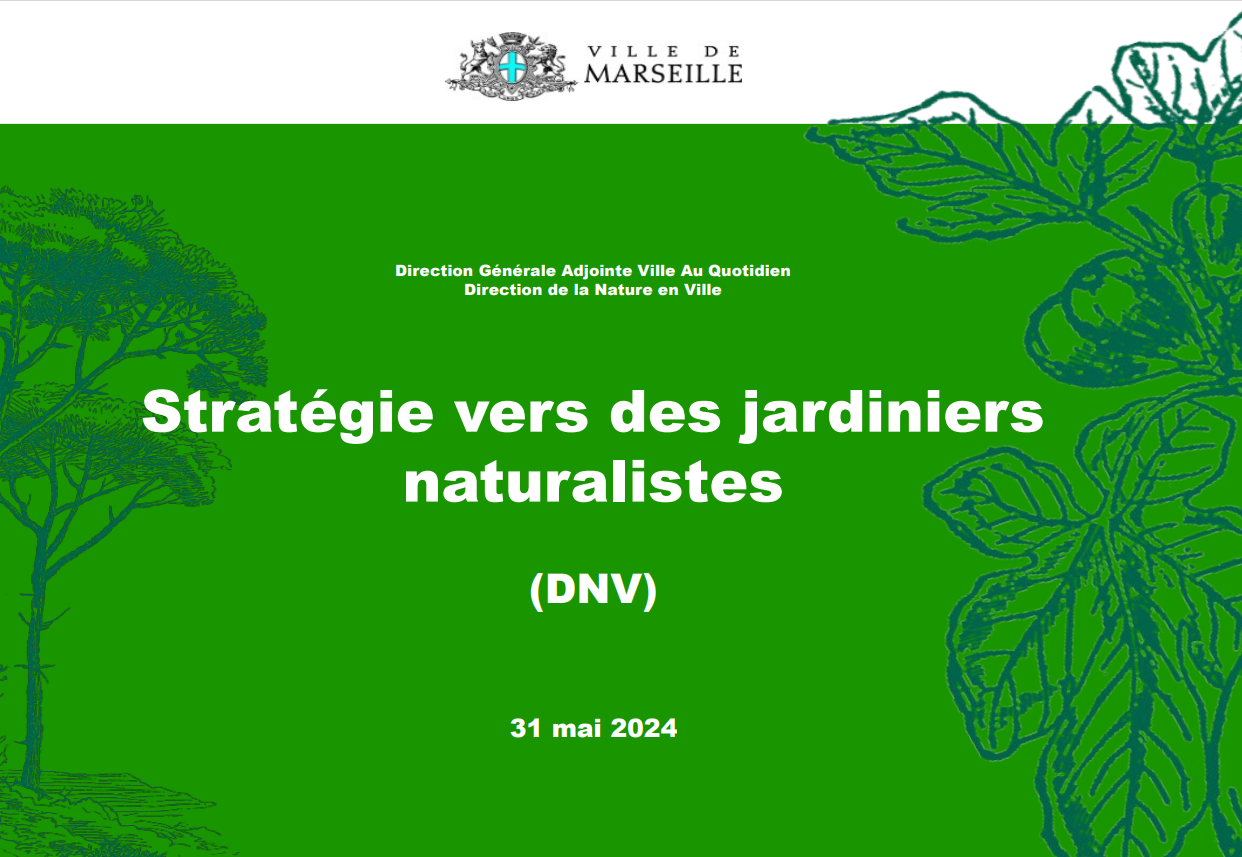 VILLE DE
MARSEILLE
Direction Générale Adjointe Ville Au Quotidien
Direction de la Nature en Ville
Stratégie vers des jardiniers
naturalistes
(DNV)
31 mai 2024